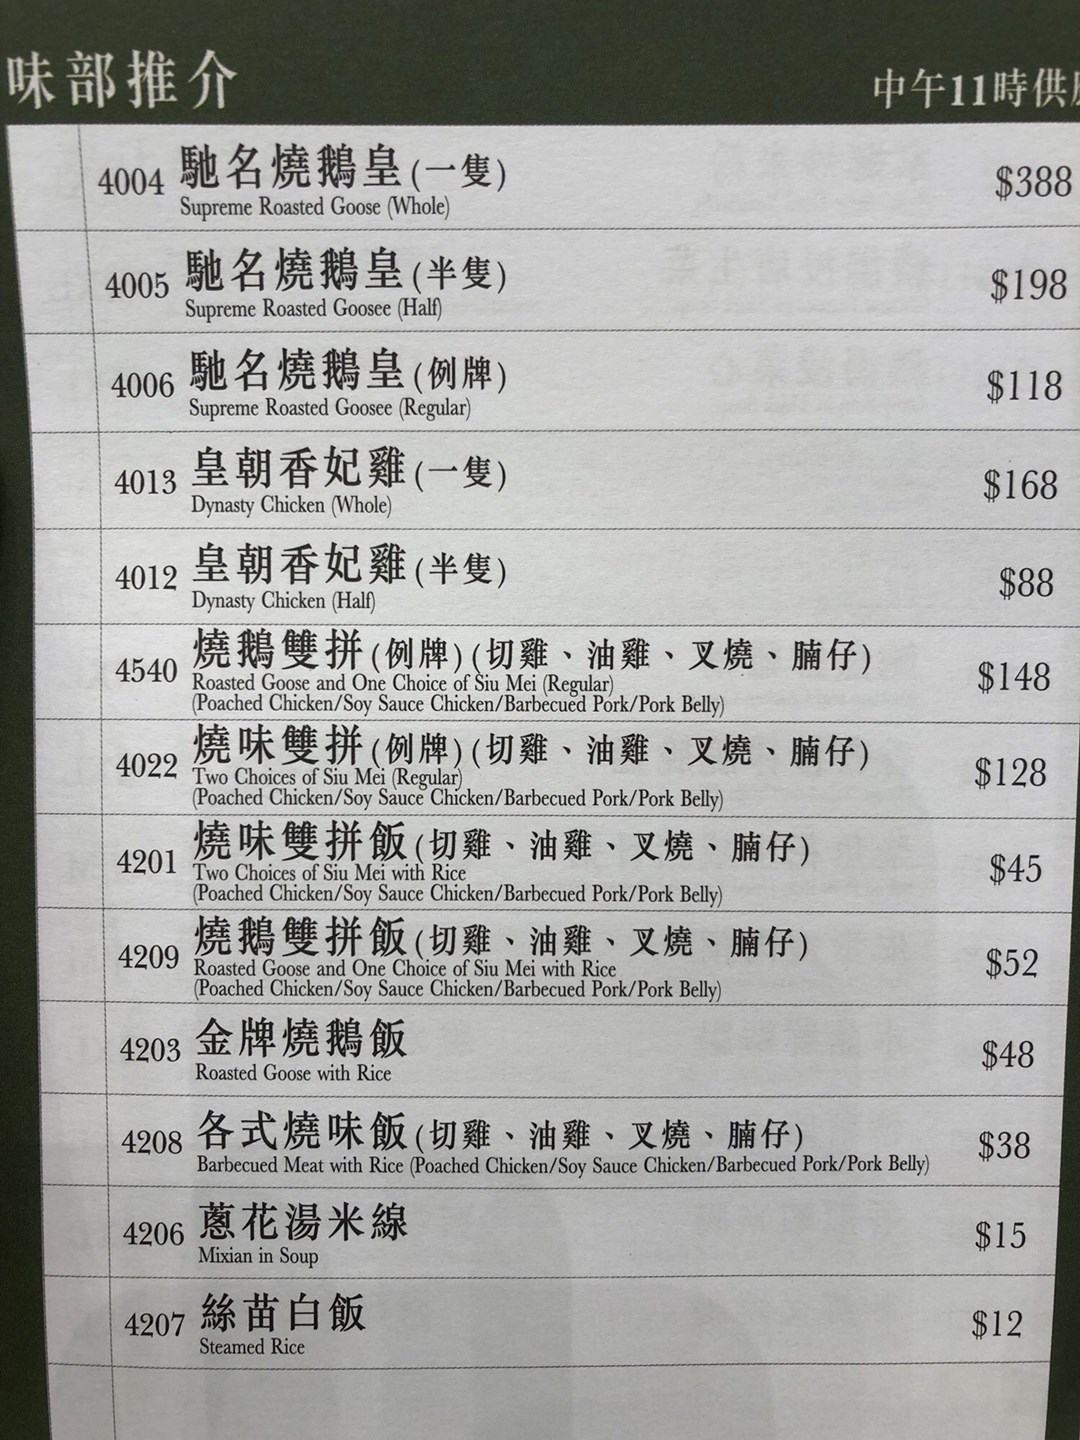 味部推介
中午11時供
4004 馳名燒鵝皇(一隻) $388
Supreme Roasted Goose (Whole)
4005 馳名燒鵝皇(半隻) $198
Supreme Roasted Goosee (Half)
4006 馳名燒鵝皇(例牌) $118
Supreme Roasted Goosee (Regular)
4013 皇朝香妃雞(一隻) $168
Dynasty Chicken (Whole)
4012 皇朝香妃雞(半隻) $88
Dynasty Chicken (Half)
4540 燒鵝雙拼(例牌)(切雞、油雞、叉燒、腩仔) $148
Roasted Goose and One Choice of Siu Mei (Regular)
(Poached Chicken/Soy Sauce Chicken/Barbecued Pork/Pork Belly)
4022 燒味雙拼(例牌)(切雞、油雞、叉燒、腩仔) $128
Two Choices of Siu Mei (Regular)
(Poached Chicken/Soy Sauce Chicken/Barbecued Pork/Pork Belly)
4201 燒味雙拼飯(切雞、油雞、叉燒、腩仔) $45
Two Choices of Siu Mei with Rice
(Poached Chicken/Soy Sauce Chicken/Barbecued Pork/Pork Belly)
4209 燒鵝雙拼飯(切雞、油雞、叉燒、腩仔) $52
Roasted Goose and One Choice of Siu Mei with Rice
(Poached Chicken/Soy Sauce Chicken/Barbecued Pork/Pork Belly)
4203 金牌燒鵝飯 $48
Roasted Goose with Rice
4208 各式燒味飯(切雞、油雞、叉燒、腩仔) $38
Barbecued Meat with Rice (Poached Chicken/Soy Sauce Chicken/Barbecued Pork/Pork Belly)
4206 蔥花湯米線 $15
Mixian in Soup
4207 絲苗白飯 $12
Steamed Rice